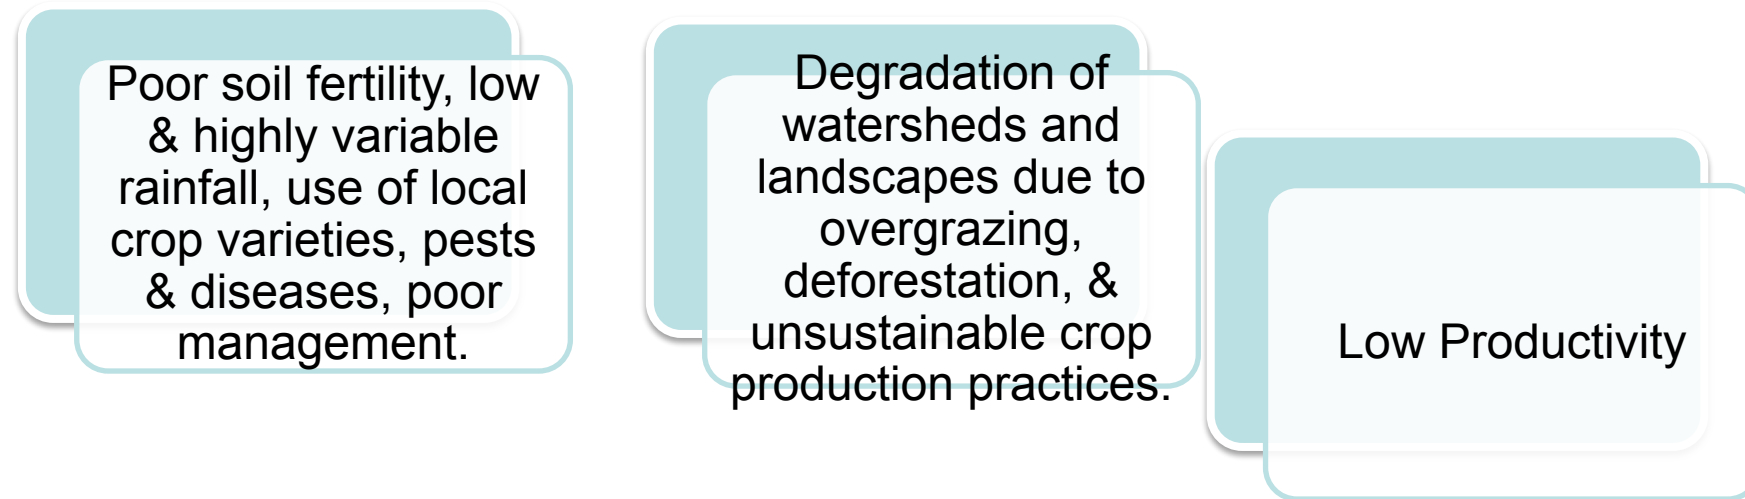 Poor soil fertility, low
& highly variable
rainfall, use of local
crop varieties, pests
& diseases, poor
management.
Degradation of
watersheds and
landscapes due to
overgrazing,
deforestation, &
unsustainable crop
production practices.
Low Productivity